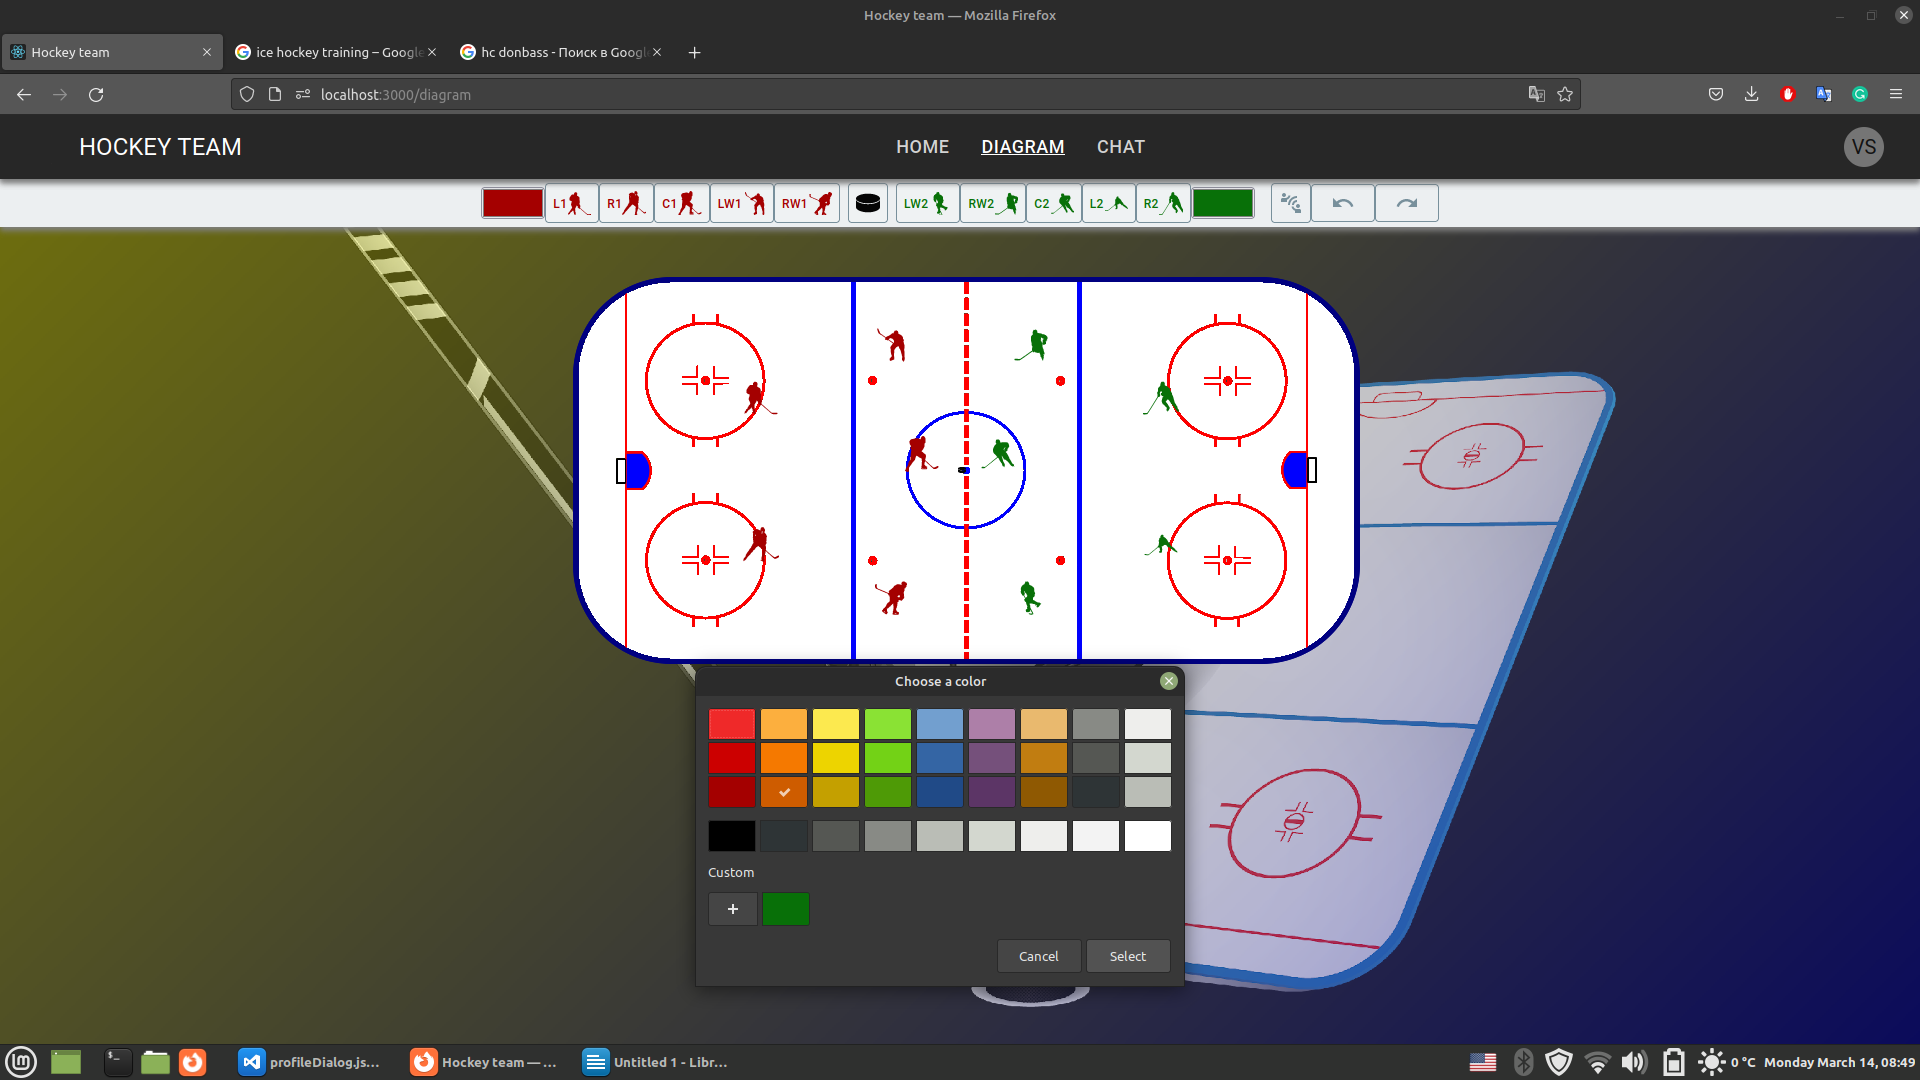 Hockey team — Mozilla Firefox
Hockey team
ice hockey training – Google
hc donbass - Поиск в Googl
localhost:3000/diagram
HOCKEY TEAM
HOME
DIAGRAM
CHAT
VS
L1
R1
C1
LW1
RW1
LW2
RW2
C2
L2
R2
Choose a color
Custom
+
Cancel
Select
profileDialog.js...
Hockey team — ...
Untitled 1 - Libr...
0 °C
Monday March 14, 08:49